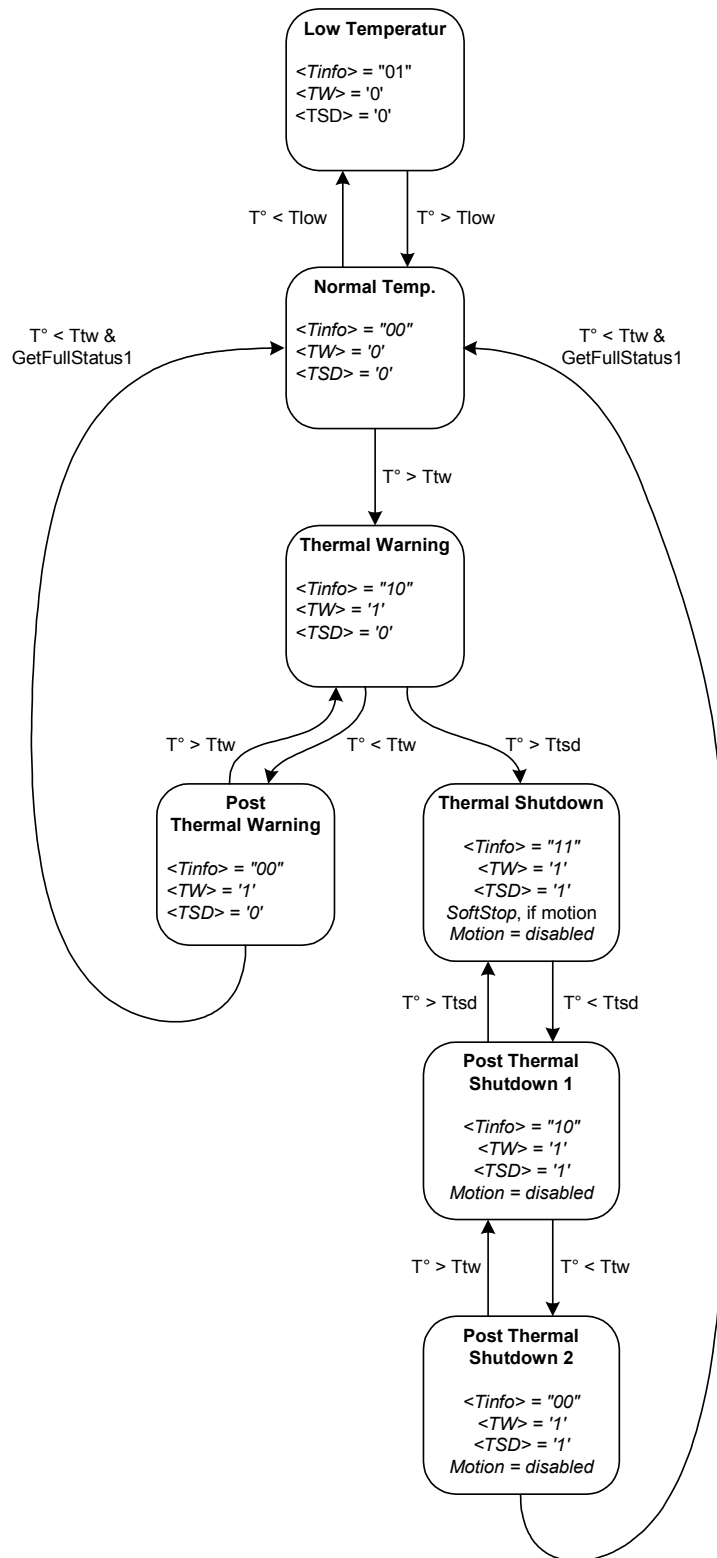 Low Temperatur
<Tinfo> = "01"
<TW> = '0'
<TSD> = '0'
T° < Tlow
T° > Tlow
Normal Temp.
<Tinfo> = "00"
<TW> = '0'
<TSD> = '0'
T° < Ttw &
GetFullStatus1
T° < Ttw &
GetFullStatus1
T° > Ttw
Thermal Warning
<Tinfo> = "10"
<TW> = '1'
<TSD> = '0'
T° > Ttw
T° < Ttw
T° > Ttsd
Post
Thermal Warning
<Tinfo> = "00"
<TW> = '1'
<TSD> = '0'
Thermal Shutdown
<Tinfo> = "11"
<TW> = '1'
<TSD> = '1'
SoftStop, if motion
Motion = disabled
T° > Ttsd
T° < Ttsd
Post Thermal
Shutdown 1
<Tinfo> = "10"
<TW> = '1'
<TSD> = '1'
Motion = disabled
T° > Ttw
T° < Ttw
Post Thermal
Shutdown 2
<Tinfo> = "00"
<TW> = '1'
<TSD> = '1'
Motion = disabled